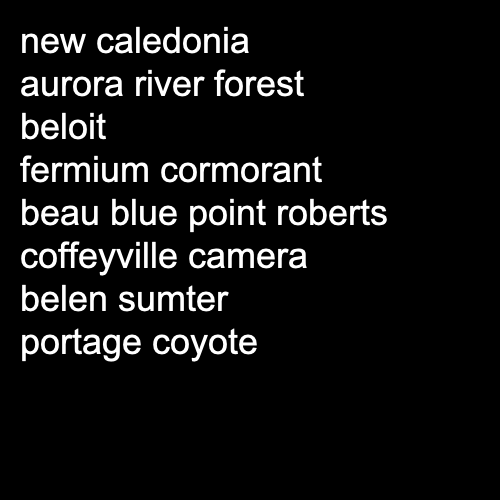 new caledonia
aurora river forest
beloit
fermium cormorant
beau blue point roberts
coffeyville camera
belen sumter
portage coyote